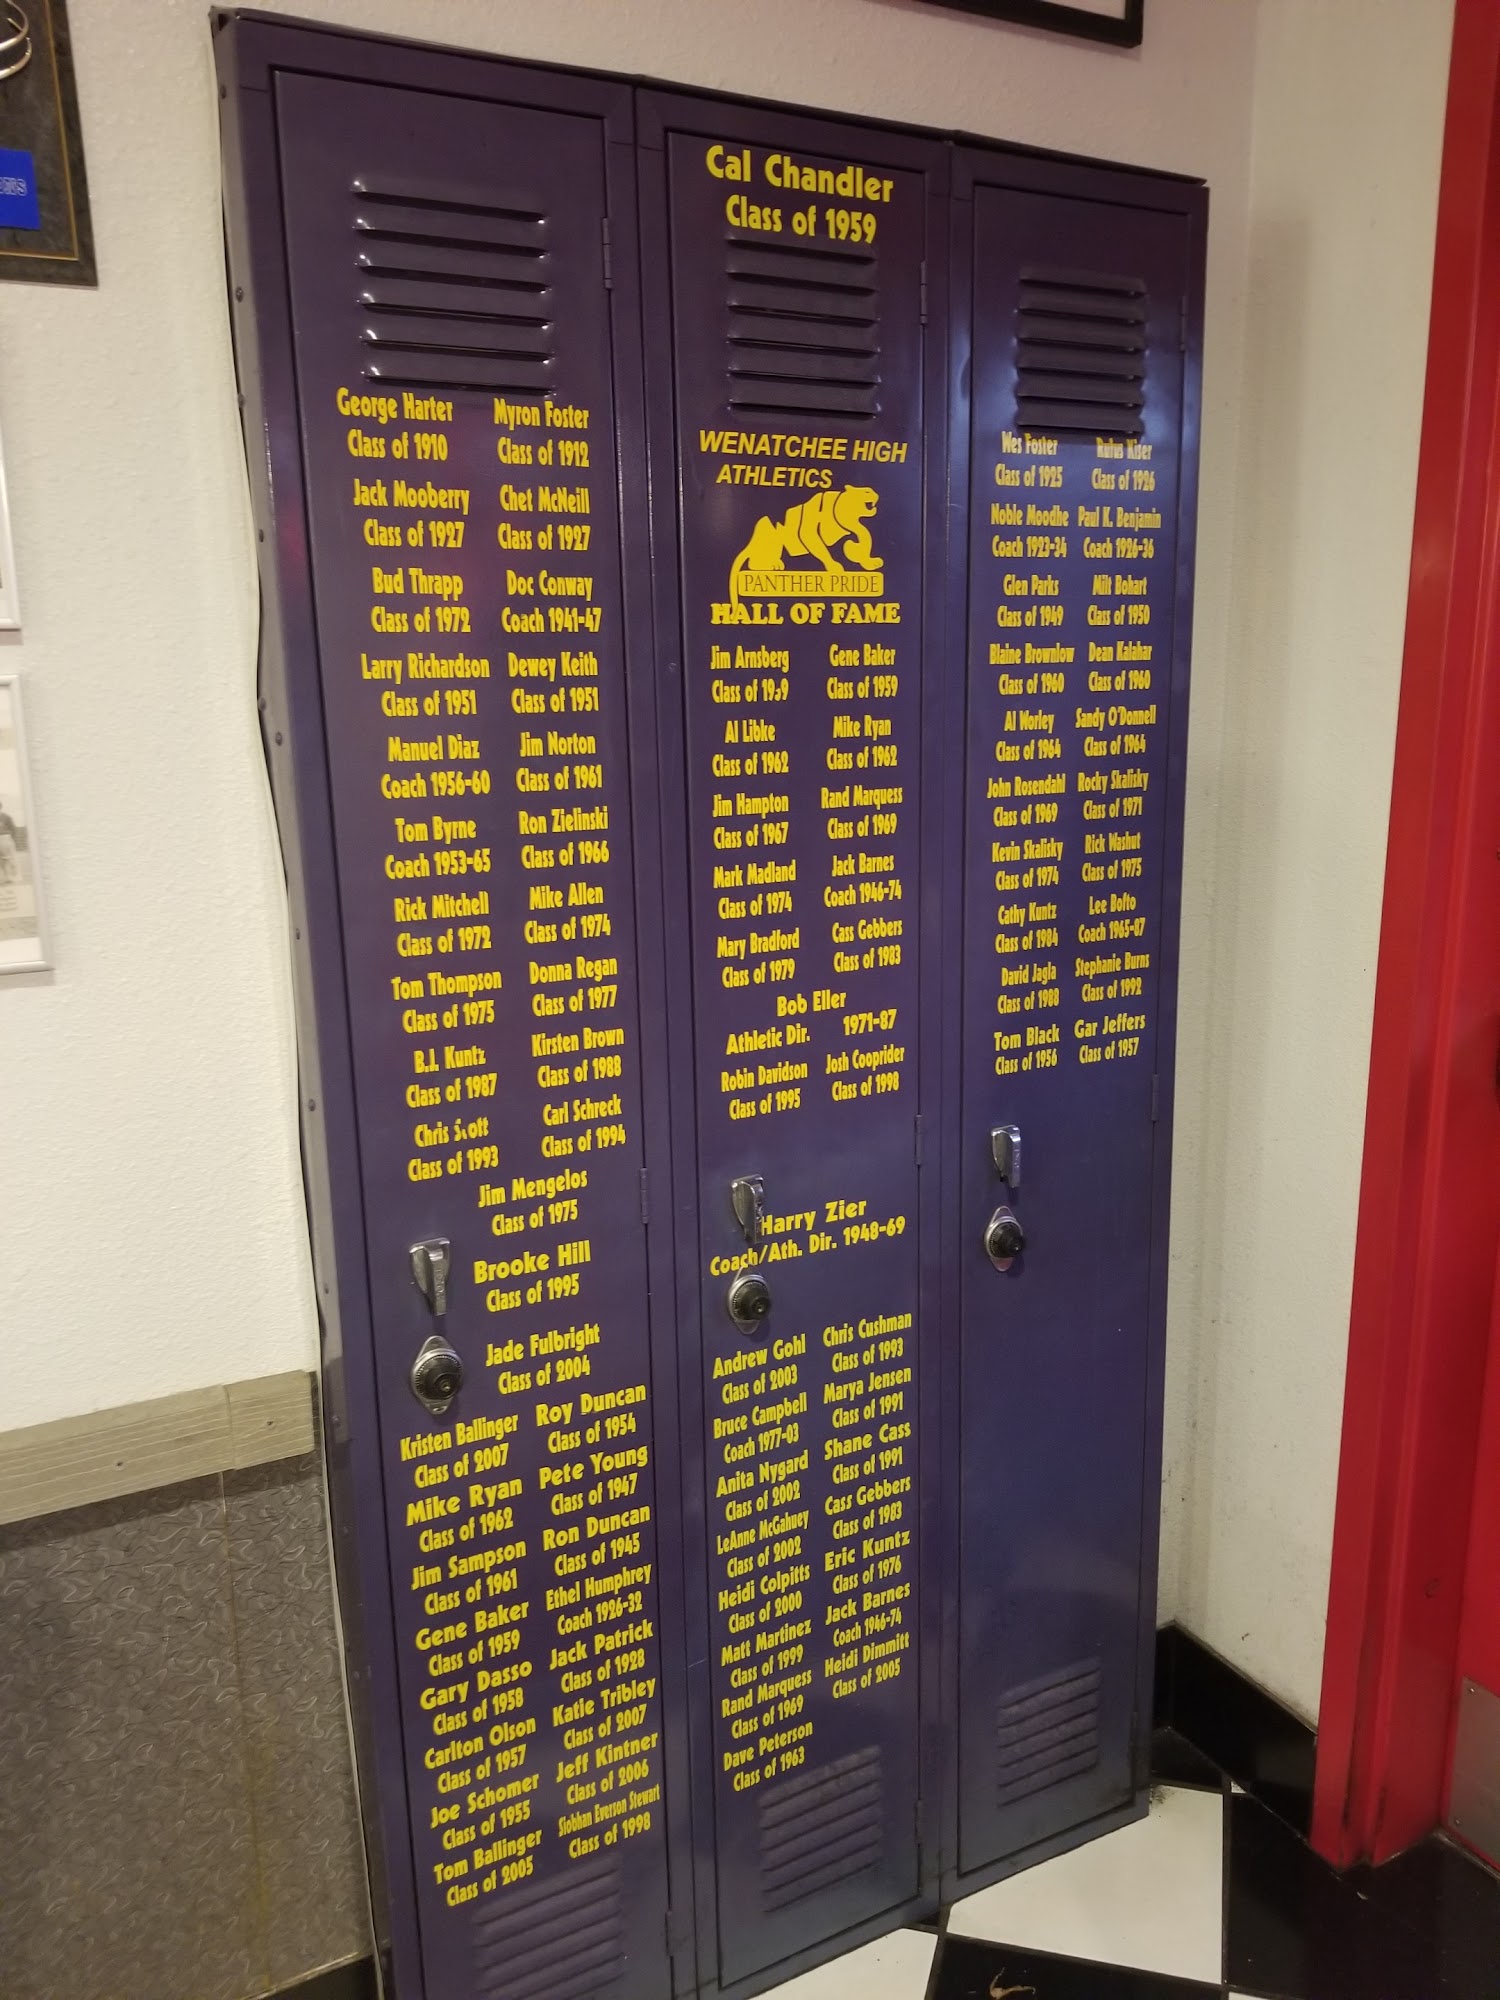 George Harter Myron Foster
Class of 1910 Class of 1912
Jack Mooberry Chet McNeill
Class of 1927 Class of 1927
Bud Thrapp Doc Conway
Class of 1972 Coach 1941-47
Larry Richardson Dewey Keith
Class of 1951 Class of 1951
Manuel Diaz Jim Norton
Coach 1956-60 Class of 1961
Tom Byrne Ron Zielinski
Coach 1953-65 Class of 1966
Rick Mitchell Mike Allen
Class of 1972 Class of 1974
Tom Thompson Donna Regan
Class of 1975 Class of 1977
B.J. Kuntz Kirsten Brown
Class of 1987 Class of 1988
Chris Scott Carl Schreck
Class of 1993 Class of 1994
Jim Mengelos
Class of 1975
Brooke Hill
Class of 1995
Jade Fulbright
Class of 2004
Kristen Ballinger Roy Duncan
Class of 2007 Class of 1954
Mike Ryan Pete Young
Class of 1962 Class of 1947
Jim Sampson Ron Duncan
Class of 1961 Class of 1945
Gene Baker Ethel Humphrey
Class of 1959 Coach 1926-32
Gary Dasso Jack Patrick
Class of 1958 Class of 1928
Carlton Olson Katie Tribley
Class of 1957 Class of 2007
Joe Schomer Jeff Kintner
Class of 1955 Class of 2006
Tom Ballinger Siobhan Everson Stewart
Class of 2005 Class of 1998
Cal Chandler
Class of 1959
WENATCHEE HIGH
ATHLETICS
WHS
PANTHER PRIDE
HALL OF FAME
Jim Arnsberg Gene Baker
Class of 1959 Class of 1959
Al Libke Mike Ryan
Class of 1962 Class of 1962
Jim Hampton Rand Marquess
Class of 1967 Class of 1969
Mark Madland Jack Barnes
Class of 1974 Coach 1946-74
Mary Bradford Cass Gebbers
Class of 1979 Class of 1983
Bob Eller
Athletic Dir. 1971-87
Robin Davidson Josh Cooprider
Class of 1995 Class of 1998
Harry Zier
Coach/Ath. Dir. 1948-69
Andrew Gohl Chris Cushman
Class of 2003 Class of 1993
Bruce Campbell Marya Jensen
Coach 1977-03 Class of 1991
Anita Nygard Shane Cass
Class of 2002 Class of 1991
LeAnne McGahuey Cass Gebbers
Class of 2002 Class of 1983
Heidi Colpitts Eric Kuntz
Class of 2000 Class of 1976
Matt Martinez Jack Barnes
Class of 1999 Coach 1946-74
Rand Marquess Heidi Dimmitt
Class of 1969 Class of 2005
Dave Peterson
Class of 1963
Wes Foster Rufus Kiser
Class of 1925 Class of 1926
Noble Moodhe Paul K. Benjamin
Coach 1923-34 Coach 1926-36
Glen Parks Milt Bohart
Class of 1949 Class of 1950
Blaine Brownlow Dean Kalahar
Class of 1960 Class of 1960
Al Worley Sandy O'Donnell
Class of 1964 Class of 1964
John Rosendahl Rocky Skalisky
Class of 1969 Class of 1971
Kevin Skalisky Rick Washut
Class of 1974 Class of 1975
Cathy Kuntz Lee Bofto
Class of 1984 Coach 1965-87
David Jagla Stephanie Burns
Class of 1988 Class of 1992
Tom Black Gar Jeffers
Class of 1956 Class of 1957